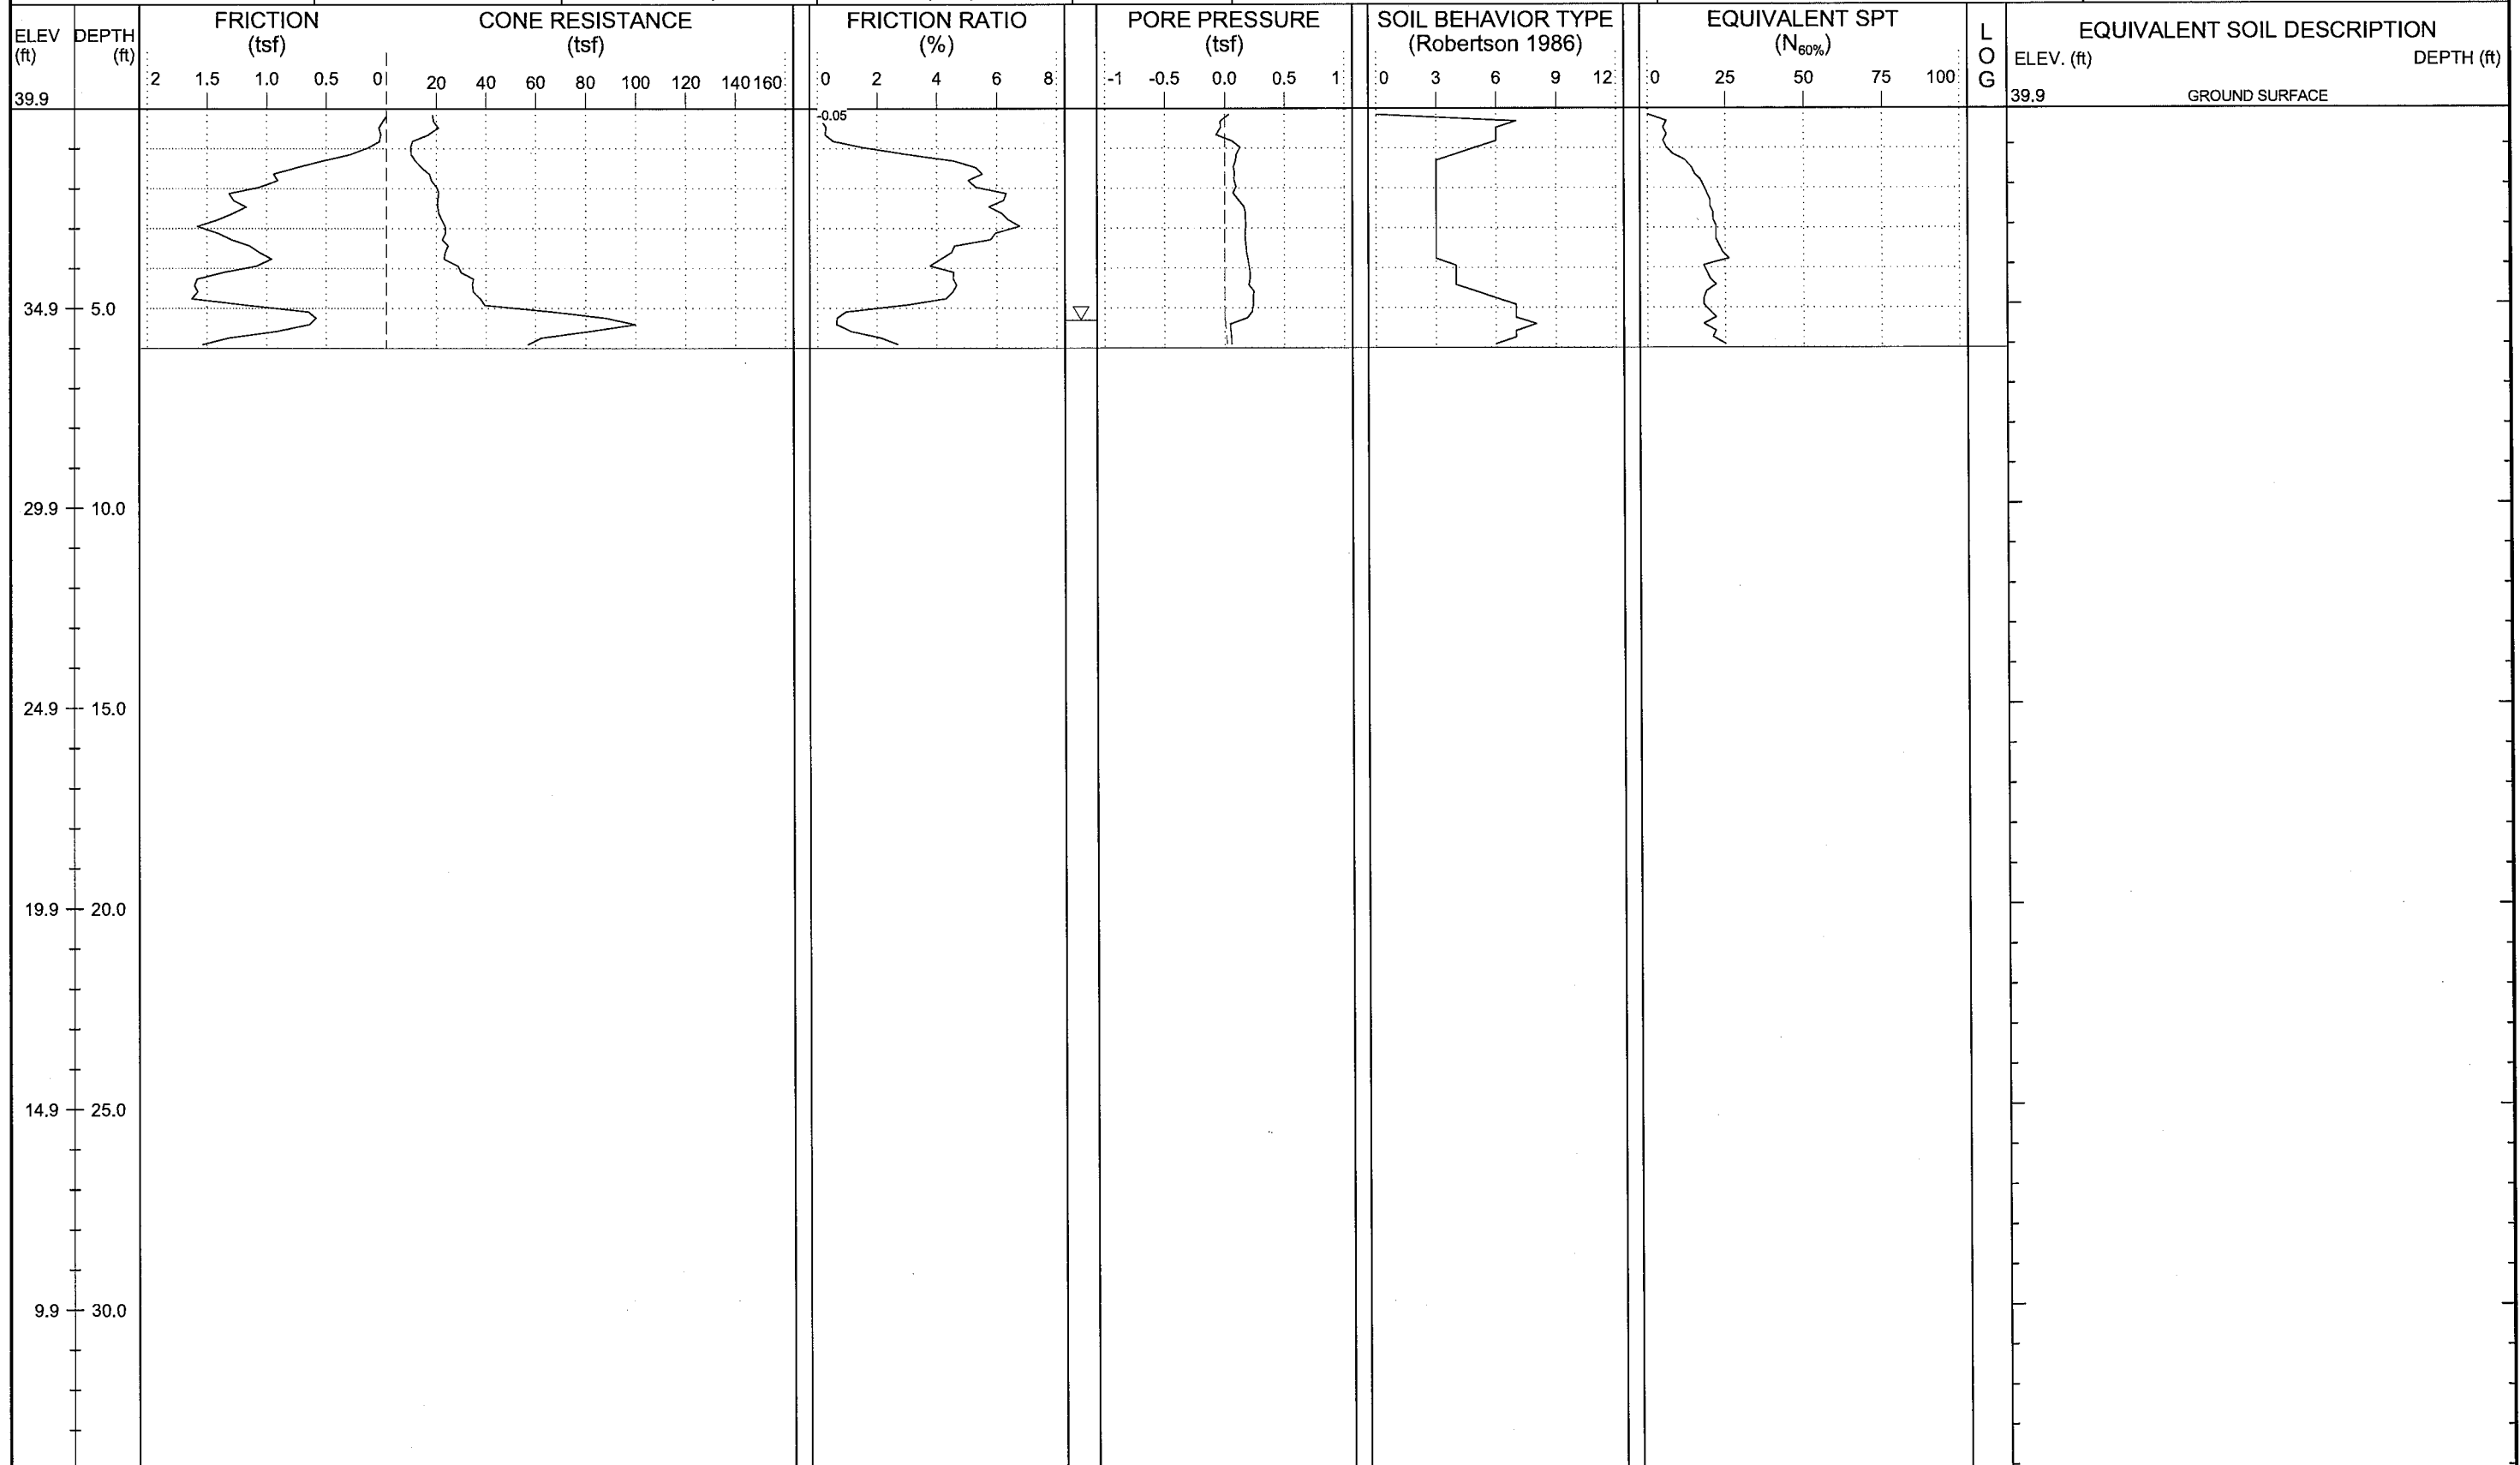 ELEV (ft)
DEPTH (ft)
FRICTION
(tsf)
CONE RESISTANCE
(tsf)
FRICTION RATIO
(%)
PORE PRESSURE
(tsf)
SOIL BEHAVIOR TYPE
(Robertson 1986)
EQUIVALENT SPT
(N60%)
L
O
G
EQUIVALENT SOIL DESCRIPTION
ELEV. (ft) DEPTH (ft)
2 1.5 1.0 0.5 0 20 40 60 80 100 120 140 160
0 2 4 6 8
-1 -0.5 0.0 0.5 1
0 3 6 9 12
0 25 50 75 100
39.9
39.9 GROUND SURFACE
-0.05
34.9 5.0
29.9 10.0
24.9 15.0
19.9 20.0
14.9 25.0
9.9 30.0